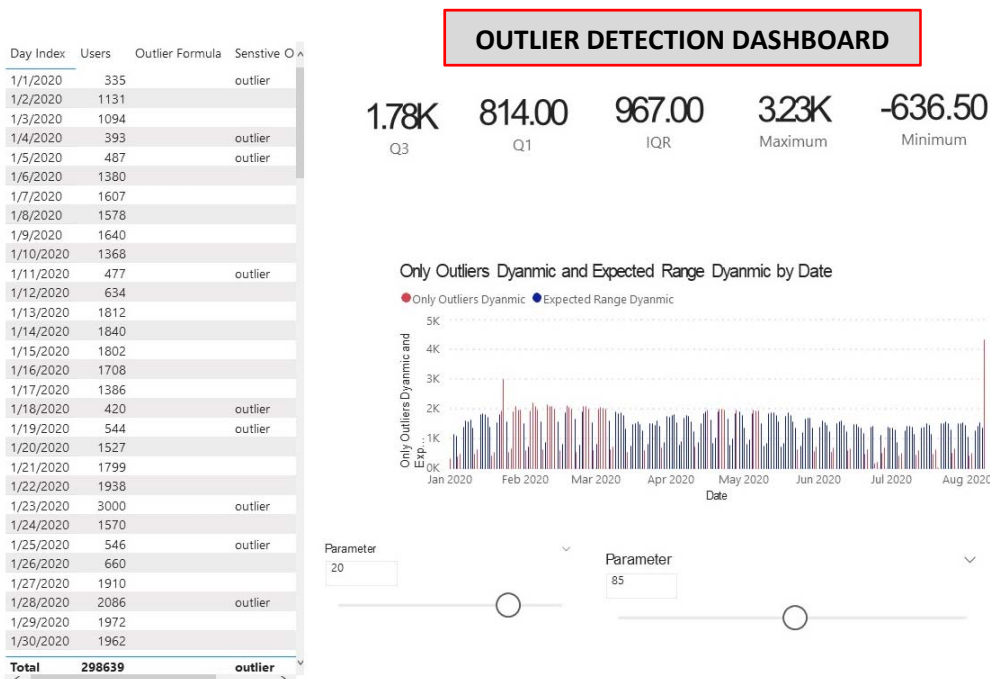 OUTLIER DETECTION DASHBOARD
Day Index Users Outlier Formula Senstive O
1/1/2020 335 outlier
1/2/2020 1131
1/3/2020 1094
1/4/2020 393 outlier
1/5/2020 487 outlier
1/6/2020 1380
1/7/2020 1607
1/8/2020 1578
1/9/2020 1640
1/10/2020 1368
1/11/2020 477 outlier
1/12/2020 634
1/13/2020 1812
1/14/2020 1840
1/15/2020 1802
1/16/2020 1708
1/17/2020 1386
1/18/2020 420 outlier
1/19/2020 544 outlier
1/20/2020 1527
1/21/2020 1799
1/22/2020 1938
1/23/2020 3000 outlier
1/24/2020 1570
1/25/2020 546 outlier
1/26/2020 660
1/27/2020 1910
1/28/2020 2086 outlier
1/29/2020 1972
1/30/2020 1962
Total 298639 outlier
1.78K 814.00 967.00 3.23K -636.50
Q3 Q1 IQR Maximum Minimum
Only Outliers Dyanmic and Expected Range Dyanmic by Date
Only Outliers Dyanmic Expected Range Dyanmic
Only Outliers Dyanmic and
Exp...
5K
4K
3K
2K
1K
0K
Jan 2020 Feb 2020 Mar 2020 Apr 2020 May 2020 Jun 2020 Jul 2020 Aug 2020
Date
Parameter
20
Parameter
85